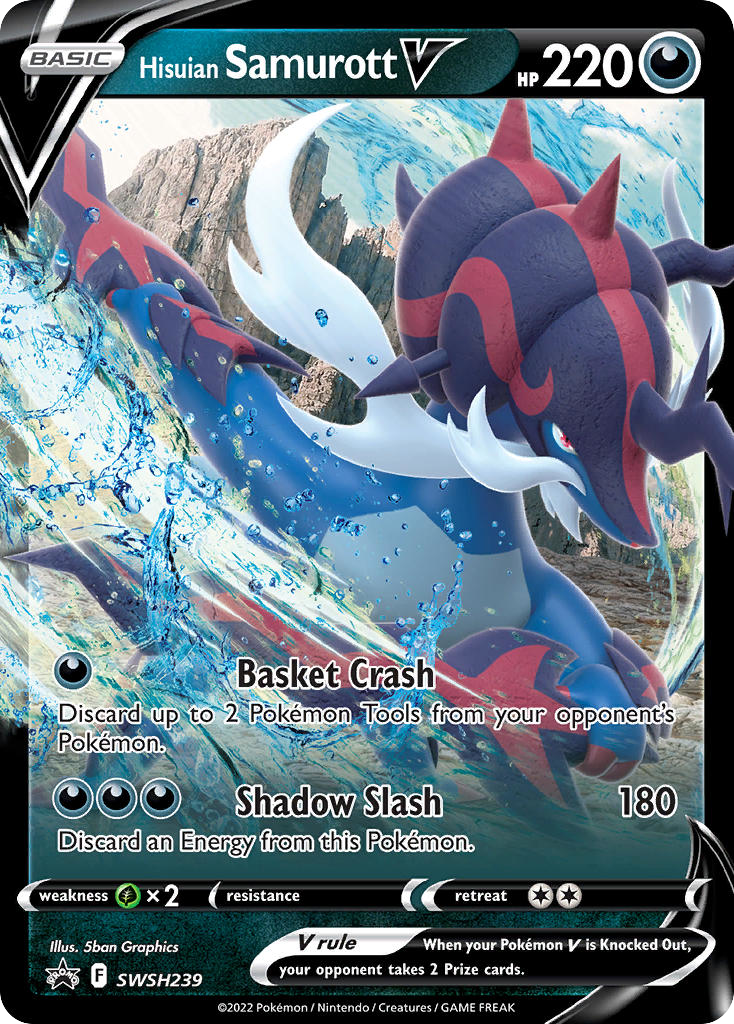 BASIC
Hisuian Samurott V HP 220
Basket Crash
Discard up to 2 Pokémon Tools from your opponent's
Pokémon.
Shadow Slash 180
Discard an Energy from this Pokémon.
weakness ×2 resistance retreat
Illus. 5ban Graphics
V rule When your Pokémon V is Knocked Out,
your opponent takes 2 Prize cards.
PROMO F SWSH239
©2022 Pokémon / Nintendo / Creatures / GAME FREAK